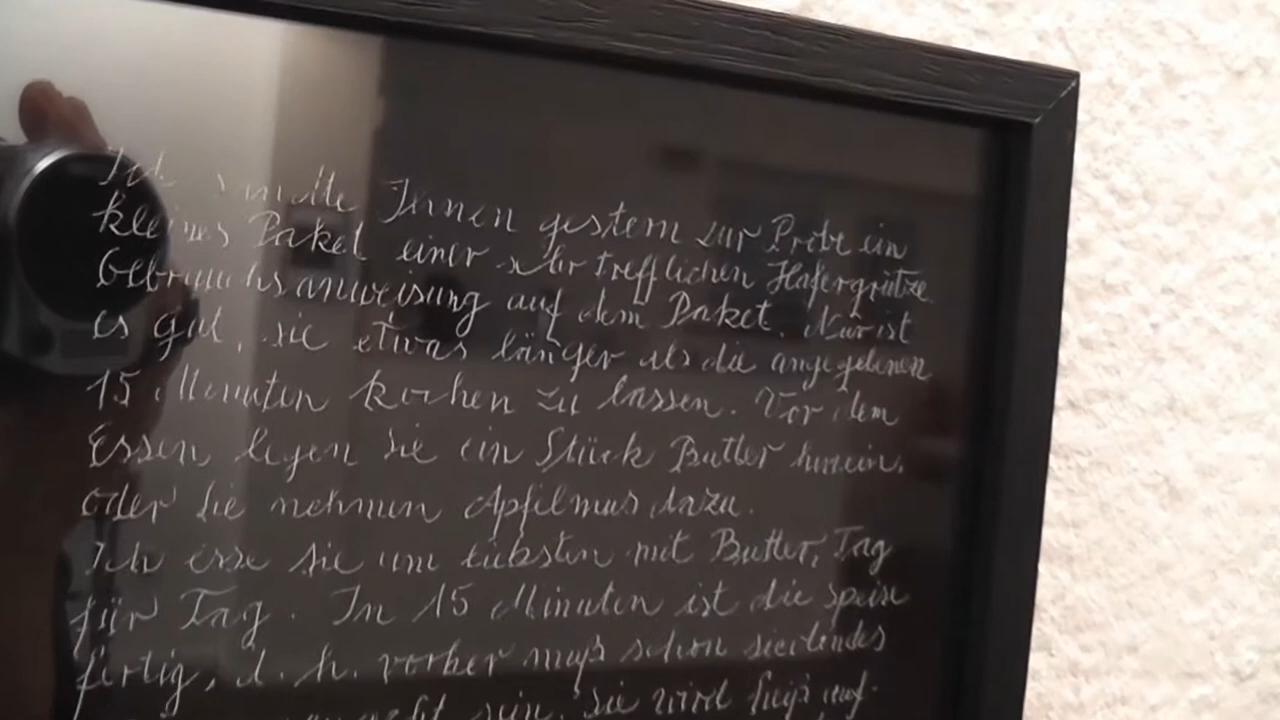 Ich sandte Ihnen gestern zur Probe ein
kleines Paket einer sehr trefflichen Hafergrütze.
Gebrauchsanweisung auf dem Paket. Nur ist
es gut, sie etwas länger als die angegebenen
15 Minuten kochen zu lassen. Vor dem
Essen, legen Sie ein Stück Butter hinein,
oder Sie nehmen Apfelmus dazu.
Ich esse sie am liebsten mit Butter, Tag
für Tag. In 15 Minuten ist die Speise
fertig, d. h. vorher muß schon siedendes
sein. Sie wird heiß auf-